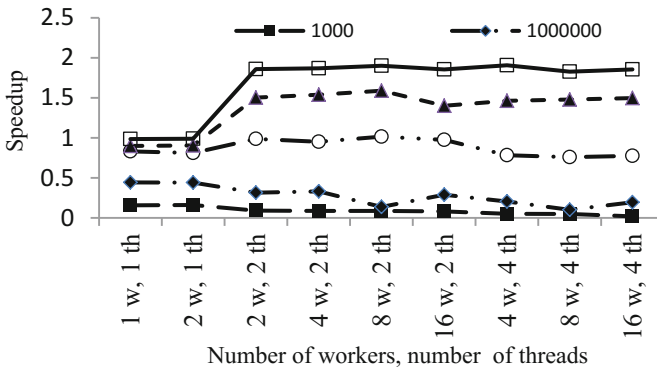 1000 1000000
2.5
2
1.5
1
0.5
0
Speedup
1 w, 1 th
2 w, 1 th
2 w, 2 th
4 w, 2 th
8 w, 2 th
16 w, 2 th
4 w, 4 th
8 w, 4 th
16 w, 4 th
Number of workers, number of threads